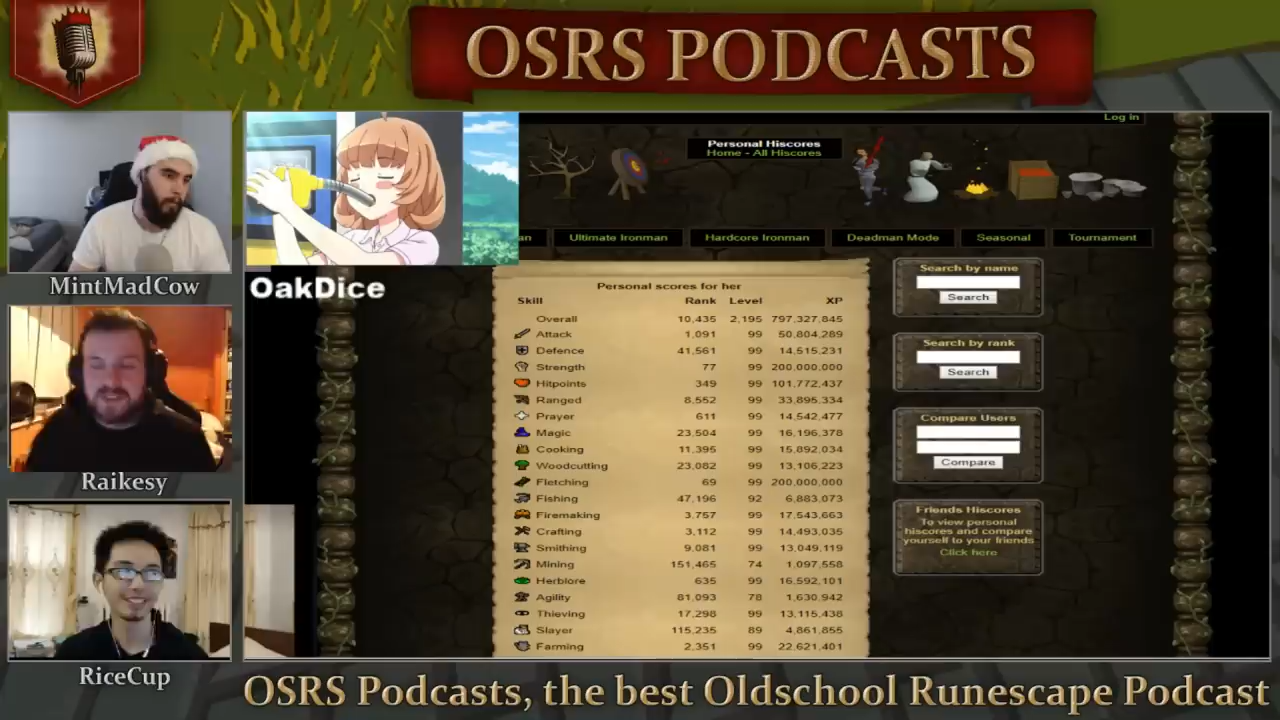 OSRS PODCASTS
MintMadCow
Raikesy
RiceCup
OakDice
Log in
Personal Hiscores
Home - All Hiscores
an Ultimate Ironman Hardcore Ironman Deadman Mode Seasonal Tournament
Personal scores for her
Skill Rank Level XP
Overall 10,435 2,195 797,327,845
Attack 1,091 99 50,804,289
Defence 41,561 99 14,515,231
Strength 77 99 200,000,000
Hitpoints 349 99 101,772,437
Ranged 8,552 99 33,895,334
Prayer 611 99 14,542,477
Magic 23,504 99 16,196,378
Cooking 11,395 99 15,892,034
Woodcutting 23,082 99 13,106,223
Fletching 69 99 200,000,000
Fishing 47,196 92 6,883,073
Firemaking 3,757 99 17,543,663
Crafting 3,112 99 14,493,035
Smithing 9,081 99 13,049,119
Mining 151,465 74 1,097,558
Herblore 635 99 16,592,101
Agility 81,093 78 1,630,942
Thieving 17,298 99 13,115,438
Slayer 115,235 89 4,861,855
Farming 2,351 99 22,621,401
Search by name
Search
Search by rank
Search
Compare Users
Compare
Friends Hiscores
To view personal
hiscores and compare
yourself to your friends
Click here
OSRS Podcasts, the best Oldschool Runescape Podcast